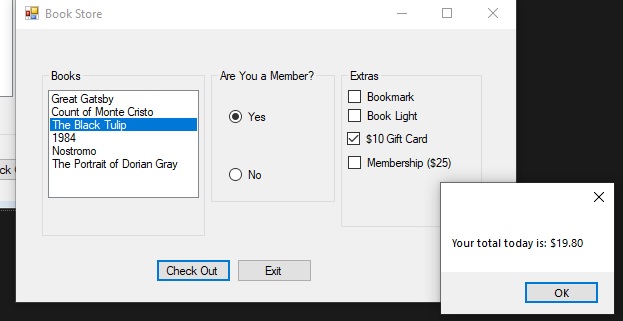 Book Store
Books
Great Gatsby
Count of Monte Cristo
The Black Tulip
1984
Nostromo
The Portrait of Dorian Gray
Are You a Member?
Yes
No
Extras
Bookmark
Book Light
$10 Gift Card
Membership ($25)
Check Out
Exit
Your total today is: $19.80
OK
ck